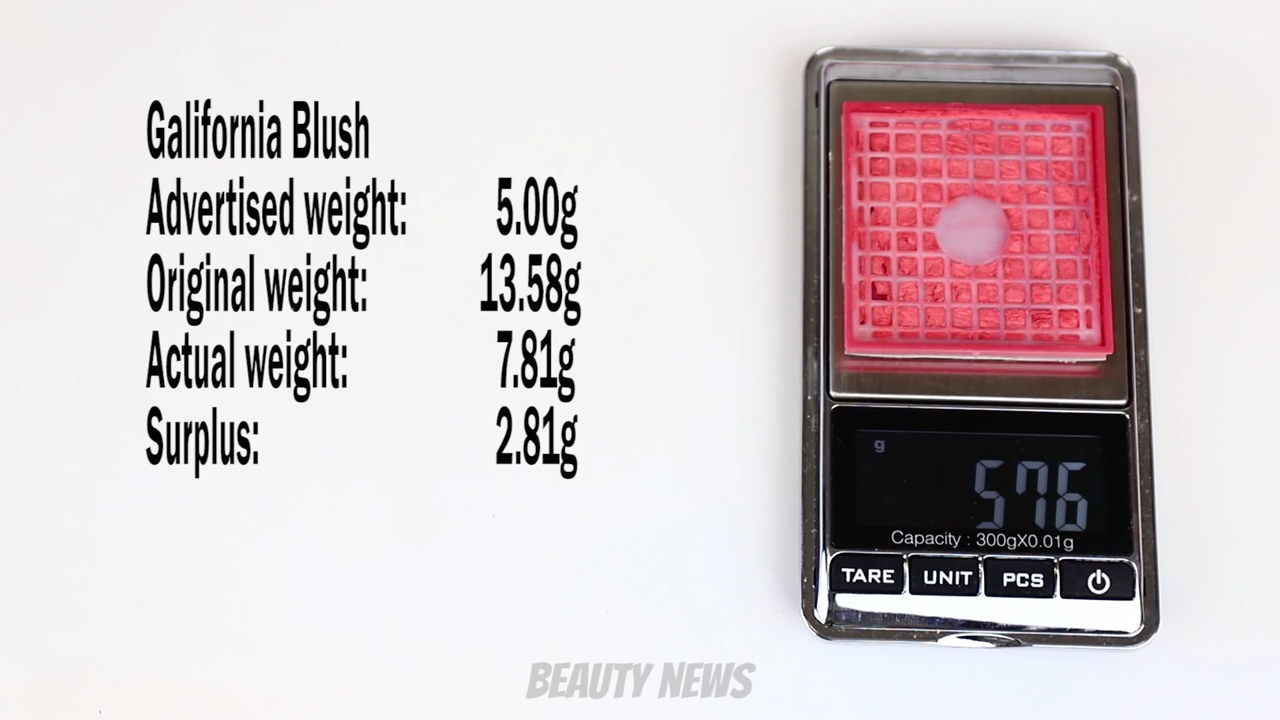 Galifornia Blush
Advertised weight: 5.00g
Original weight: 13.58g
Actual weight: 7.81g
Surplus: 2.81g
g
576
Capacity : 300gX0.01g
TARE UNIT PCS
BEAUTY NEWS